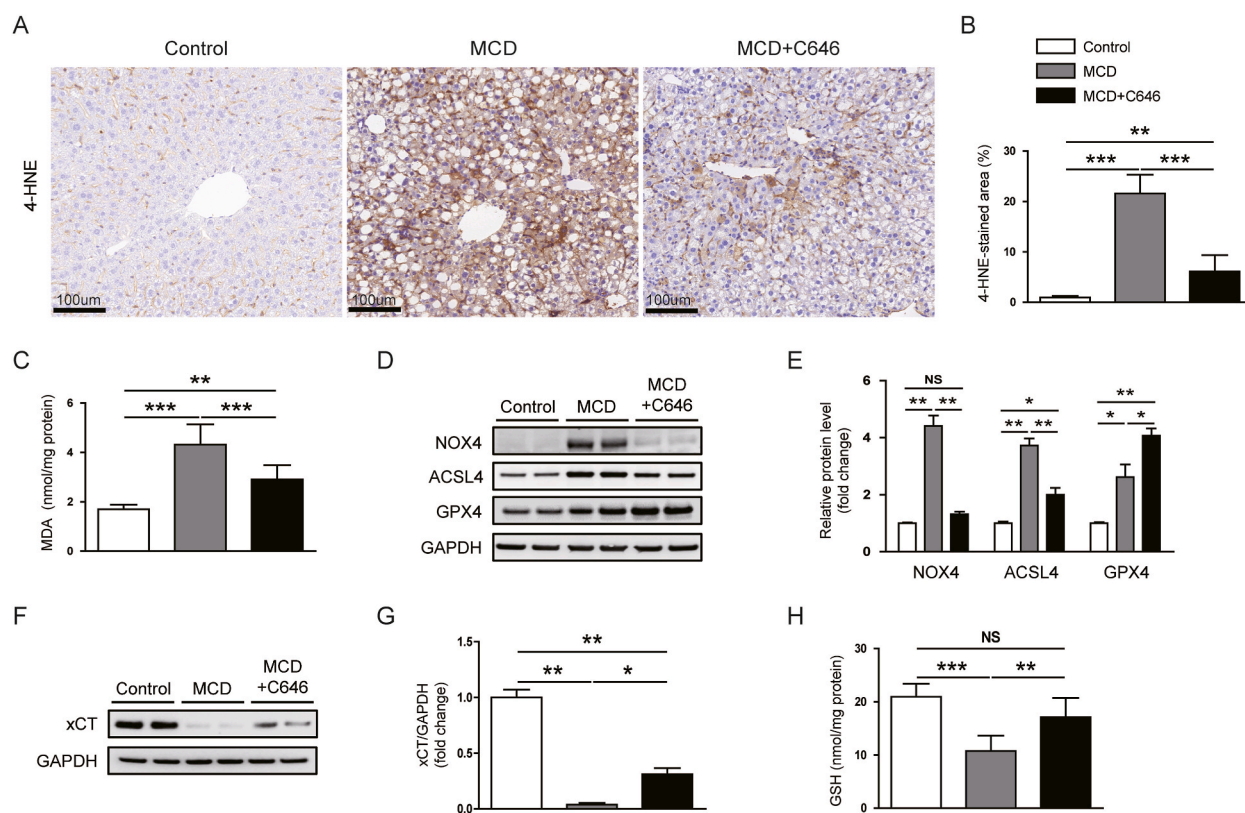 A
Control
MCD
MCD+C646
4-HNE
100um
100um
100um
B
Control
MCD
MCD+C646
4-HNE-stained area (%)
30
20
10
0
**
***
***
C
MDA (nmol/mg protein)
6
4
2
0
**
***
***
D
Control
MCD
MCD
+C646
NOX4
ACSL4
GPX4
GAPDH
E
Relative protein level
(fold change)
6
4
2
0
NS
**
**
*
**
**
**
*
*
NOX4
ACSL4
GPX4
F
Control
MCD
MCD
+C646
xCT
GAPDH
G
xCT/GAPDH
(fold change)
1.5
1.0
0.5
0.0
**
**
*
H
GSH (nmol/mg protein)
30
20
10
0
NS
***
**